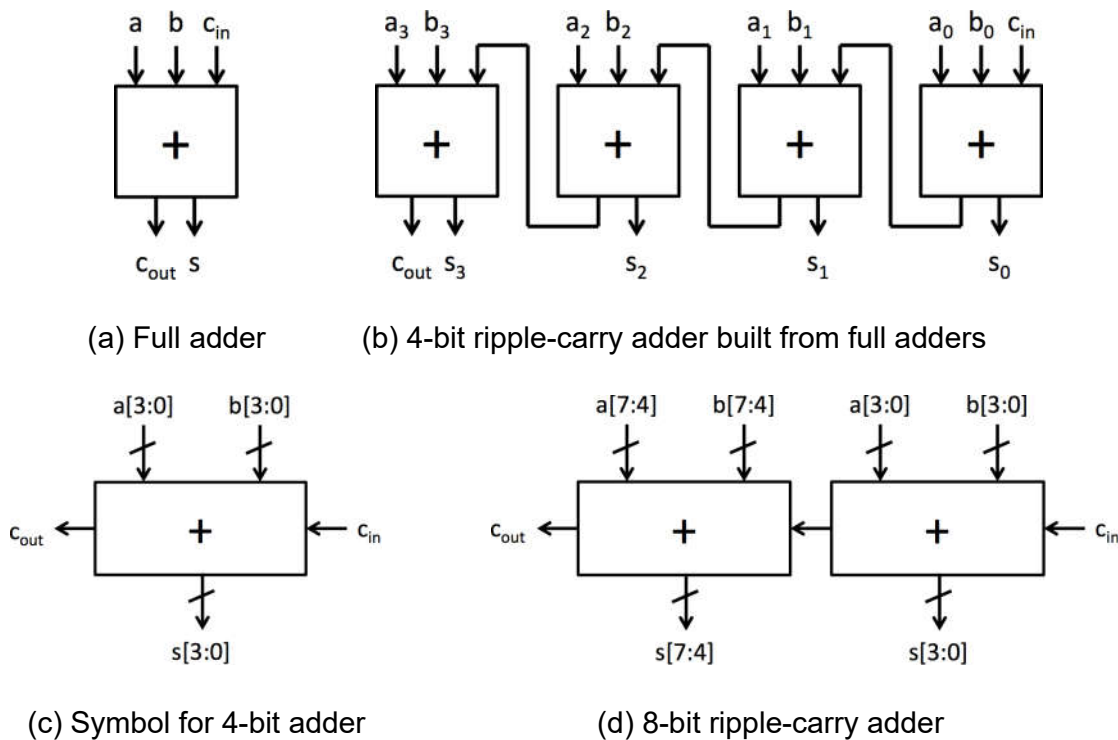 a b c_in a_3 b_3 a_2 b_2 a_1 b_1 a_0 b_0 c_in
+ + + + +
c_out s c_out s_3 s_2 s_1 s_0
(a) Full adder (b) 4-bit ripple-carry adder built from full adders
a[3:0] b[3:0] a[7:4] b[7:4] a[3:0] b[3:0]
c_out + c_in c_out + + c_in
s[3:0] s[7:4] s[3:0]
(c) Symbol for 4-bit adder (d) 8-bit ripple-carry adder